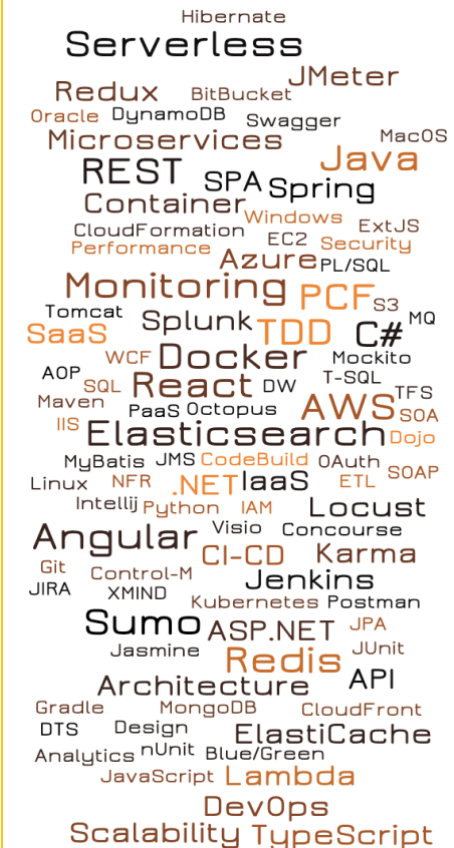 Hibernate
Serverless
JMeter
Redux BitBucket
Oracle DynamoDB Swagger
Microservices MacOS
Java
REST SPA Spring
Container Windows
CloudFormation EC2 ExtJS
Performance Security
Azure PL/SQL
Monitoring PCF S3
Tomcat Splunk TDD C# MQ
SaaS
WCF Docker Mockito
AOP SQL React DW T-SQL TFS
Maven PaaS Octopus AWS SOA
IIS Elasticsearch Dojo
MyBatis JMS CodeBuild OAuth
Linux NFR .NET IaaS ETL SOAP
Intellij Python IAM Locust
Angular Visio Concourse
CI-CD Karma
Git Control-M Jenkins
JIRA XMIND
Kubernetes Postman
Sumo ASP.NET JPA
Jasmine Redis JUnit
Architecture API
Gradle MongoDB CloudFront
DTS Design ElastiCache
Analytics nUnit Blue/Green
JavaScript Lambda
DevOps
Scalability TypeScript